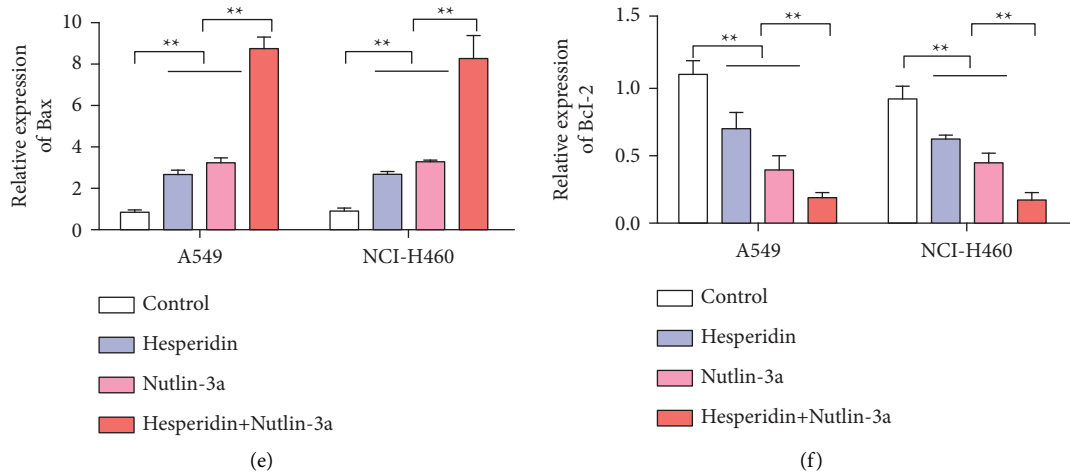 Relative expression
of Bax
10
8
6
4
2
0
**
**
**
**
A549
NCI-H460
Control
Hesperidin
Nutlin-3a
Hesperidin+Nutlin-3a
(e)
Relative expression
of BcI-2
1.5
1.0
0.5
0.0
**
**
**
**
A549
NCI-H460
Control
Hesperidin
Nutlin-3a
Hesperidin+Nutlin-3a
(f)